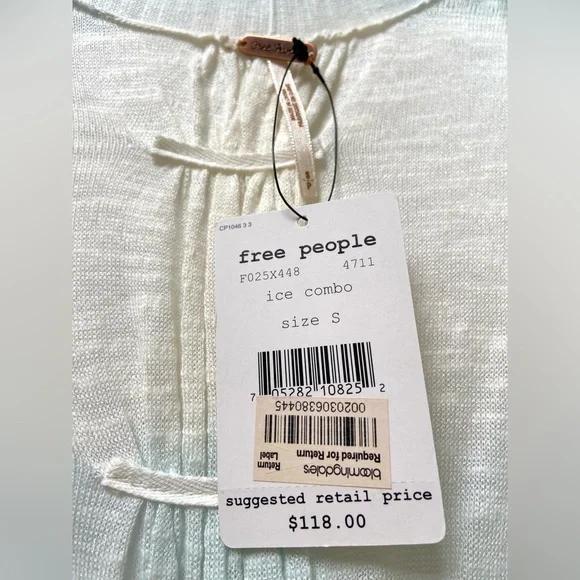 CP1046 3 3
free people
F025X448 4711
ice combo
size S
7 05282 10825 2
bloomingdales
Required for Return
Return
Label
0020306380445
suggested retail price
$118.00